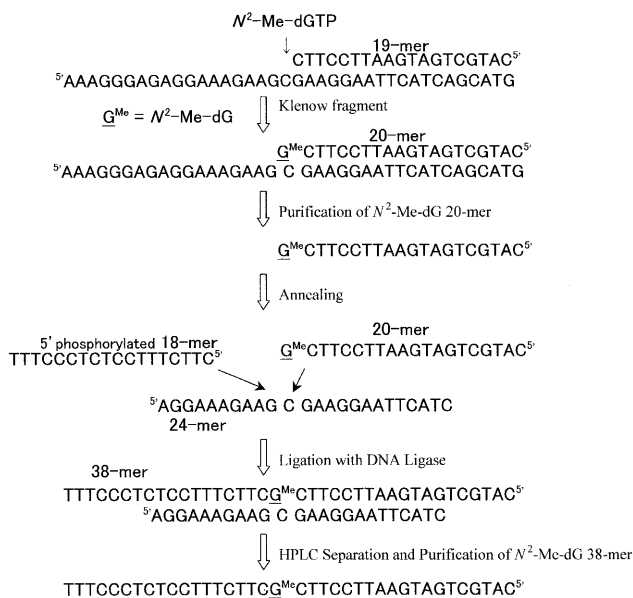 N²-Me-dGTP
19-mer
CTTCCTTAAGTAGTCGTAC5'
5'AAAGGGAGAGGAAAGAAGCGAAGGAATTCATCAGCATG
GMe = N²-Me-dG
Klenow fragment
20-mer
GMeCTTCCTTAAGTAGTCGTAC5'
5'AAAGGGAGAGGAAAGAAG C GAAGGAATTCATCAGCATG
Purification of N²-Me-dG 20-mer
GMeCTTCCTTAAGTAGTCGTAC5'
Annealing
5'phosphorylated 18-mer
TTTCCCTCTCCTTTCTTC5'
20-mer
GMeCTTCCTTAAGTAGTCGTAC5'
5'AGGAAAGAAG C GAAGGAATTCATC
24-mer
Ligation with DNA Ligase
38-mer
TTTCCCTCTCCTTTCTTCGMeCTTCCTTAAGTAGTCGTAC5'
5'AGGAAAGAAG C GAAGGAATTCATC
HPLC Separation and Purification of N²-Me-dG 38-mer
TTTCCCTCTCCTTTCTTCGMeCTTCCTTAAGTAGTCGTAC5'